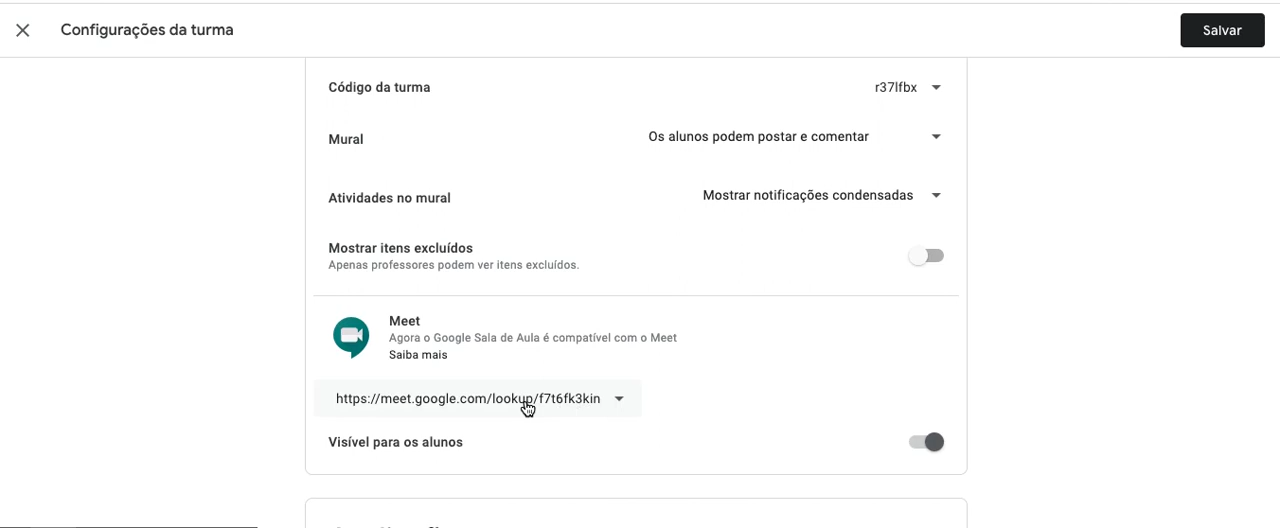 Configurações da turma
Salvar
Código da turma
r37lfbx
Mural
Os alunos podem postar e comentar
Atividades no mural
Mostrar notificações condensadas
Mostrar itens excluídos
Apenas professores podem ver itens excluídos.
Meet
Agora o Google Sala de Aula é compatível com o Meet
Saiba mais
https://meet.google.com/lookup/f7t6fk3kin
Visível para os alunos